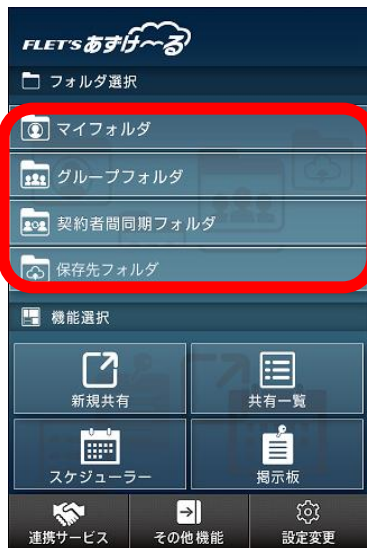 FLET'S あずけ～る
フォルダ選択
マイフォルダ
グループフォルダ
契約者間同期フォルダ
保存先フォルダ
機能選択
新規共有 共有一覧
スケジューラー 掲示板
連携サービス その他機能 設定変更